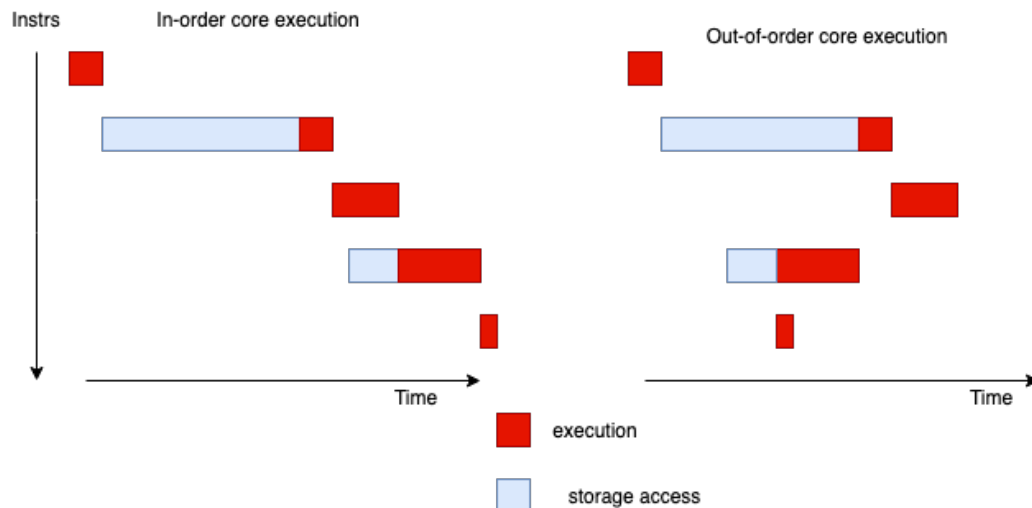 Instrs
In-order core execution
Out-of-order core execution
Time
Time
execution
storage access